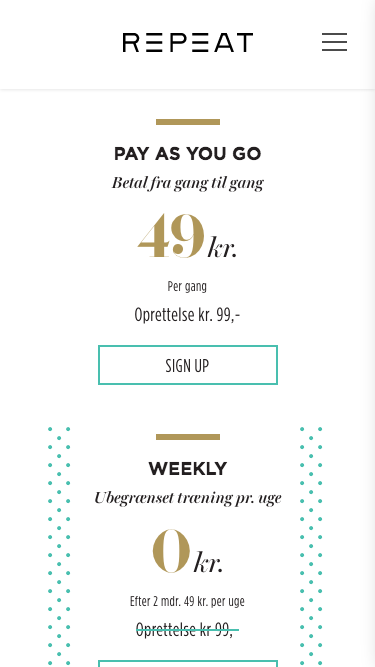 REPEAT
PAY AS YOU GO
Betal fra gang til gang
49 kr.
Per gang
Oprettelse kr. 99,-
SIGN UP
WEEKLY
Ubegrænset træning pr. uge
0 kr.
Efter 2 mdr. 49 kr. per uge
Oprettelse kr 99,-